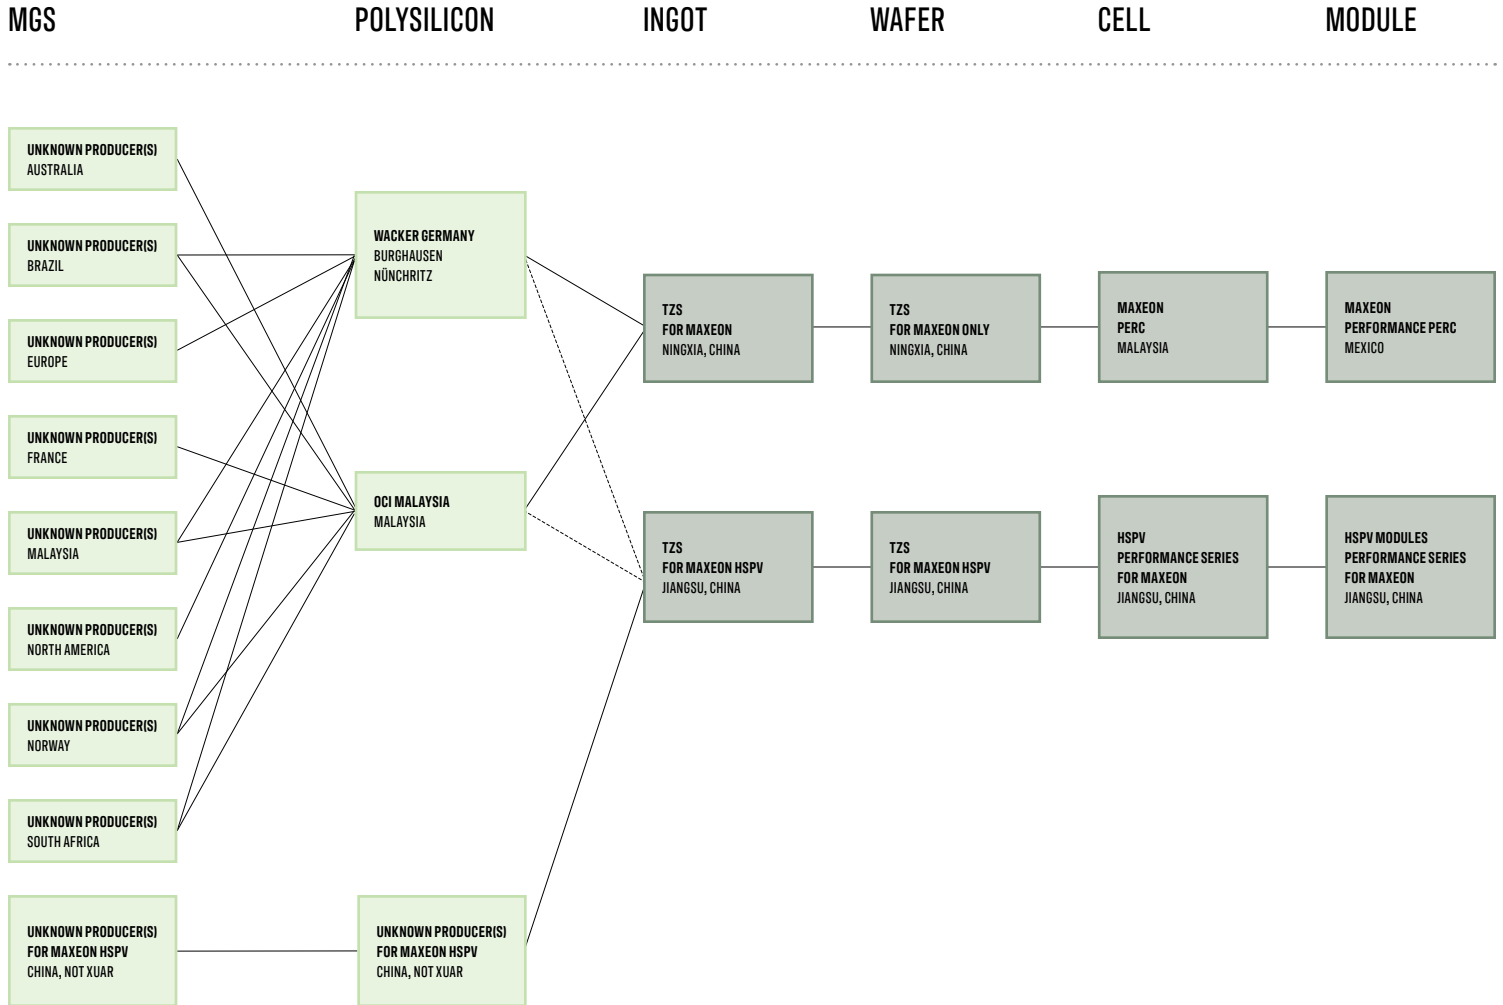 MGS
POLYSILICON
INGOT
WAFER
CELL
MODULE
UNKNOWN PRODUCER(S)
AUSTRALIA
UNKNOWN PRODUCER(S)
BRAZIL
UNKNOWN PRODUCER(S)
EUROPE
UNKNOWN PRODUCER(S)
FRANCE
UNKNOWN PRODUCER(S)
MALAYSIA
UNKNOWN PRODUCER(S)
NORTH AMERICA
UNKNOWN PRODUCER(S)
NORWAY
UNKNOWN PRODUCER(S)
SOUTH AFRICA
UNKNOWN PRODUCER(S)
FOR MAXEON HSPV
CHINA, NOT XUAR
WACKER GERMANY
BURGHAUSEN
NÜNCHRITZ
OCI MALAYSIA
MALAYSIA
UNKNOWN PRODUCER(S)
FOR MAXEON HSPV
CHINA, NOT XUAR
TZS
FOR MAXEON
NINGXIA, CHINA
TZS
FOR MAXEON HSPV
JIANGSU, CHINA
TZS
FOR MAXEON ONLY
NINGXIA, CHINA
TZS
FOR MAXEON HSPV
JIANGSU, CHINA
MAXEON
PERC
MALAYSIA
HSPV
PERFORMANCE SERIES
FOR MAXEON
JIANGSU, CHINA
MAXEON
PERFORMANCE PERC
MEXICO
HSPV MODULES
PERFORMANCE SERIES
FOR MAXEON
JIANGSU, CHINA